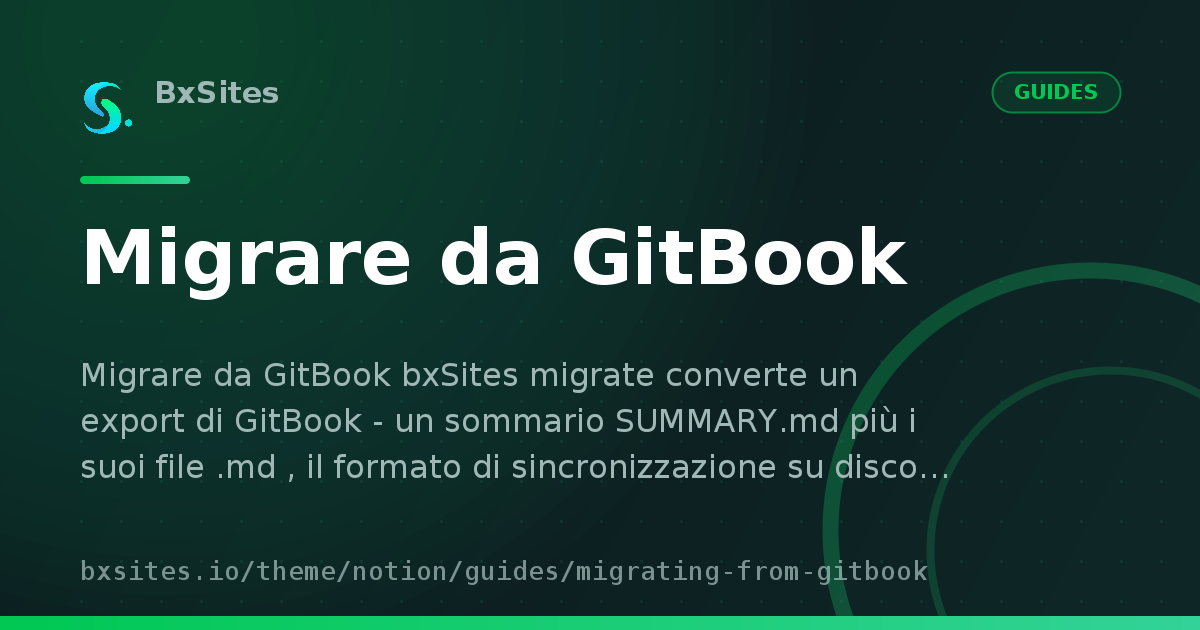 BxSites
GUIDES
Migrare da GitBook
Migrare da GitBook bxSites migrate converte un
export di GitBook - un sommario SUMMARY.md più i
suoi file .md , il formato di sincronizzazione su disco…
bxsites.io/theme/notion/guides/migrating-from-gitbook